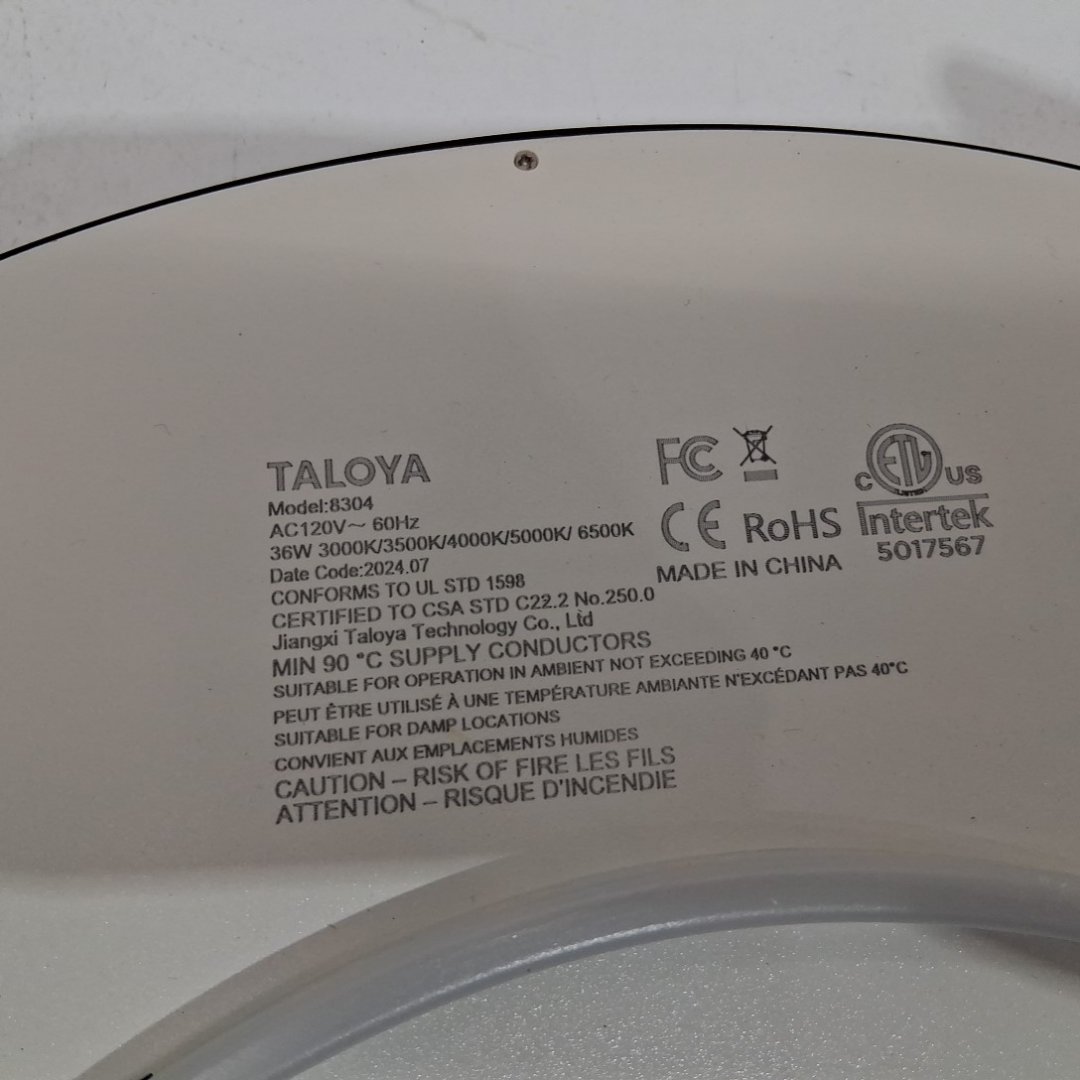 TALOYA
Model:8304
AC120V～ 60Hz
36W 3000K/3500K/4000K/5000K/ 6500K
Date Code:2024.07
CONFORMS TO UL STD 1598
CERTIFIED TO CSA STD C22.2 No.250.0
Jiangxi Taloya Technology Co., Ltd
MIN 90 °C SUPPLY CONDUCTORS
SUITABLE FOR OPERATION IN AMBIENT NOT EXCEEDING 40 °C
PEUT ÊTRE UTILISÉ À UNE TEMPÉRATURE AMBIANTE N'EXCÉDANT PAS 40°C
SUITABLE FOR DAMP LOCATIONS
CONVIENT AUX EMPLACEMENTS HUMIDES
CAUTION – RISK OF FIRE LES FILS
ATTENTION – RISQUE D'INCENDIE
FC
CE RoHS
MADE IN CHINA
C ETL US
LISTED
Intertek
5017567